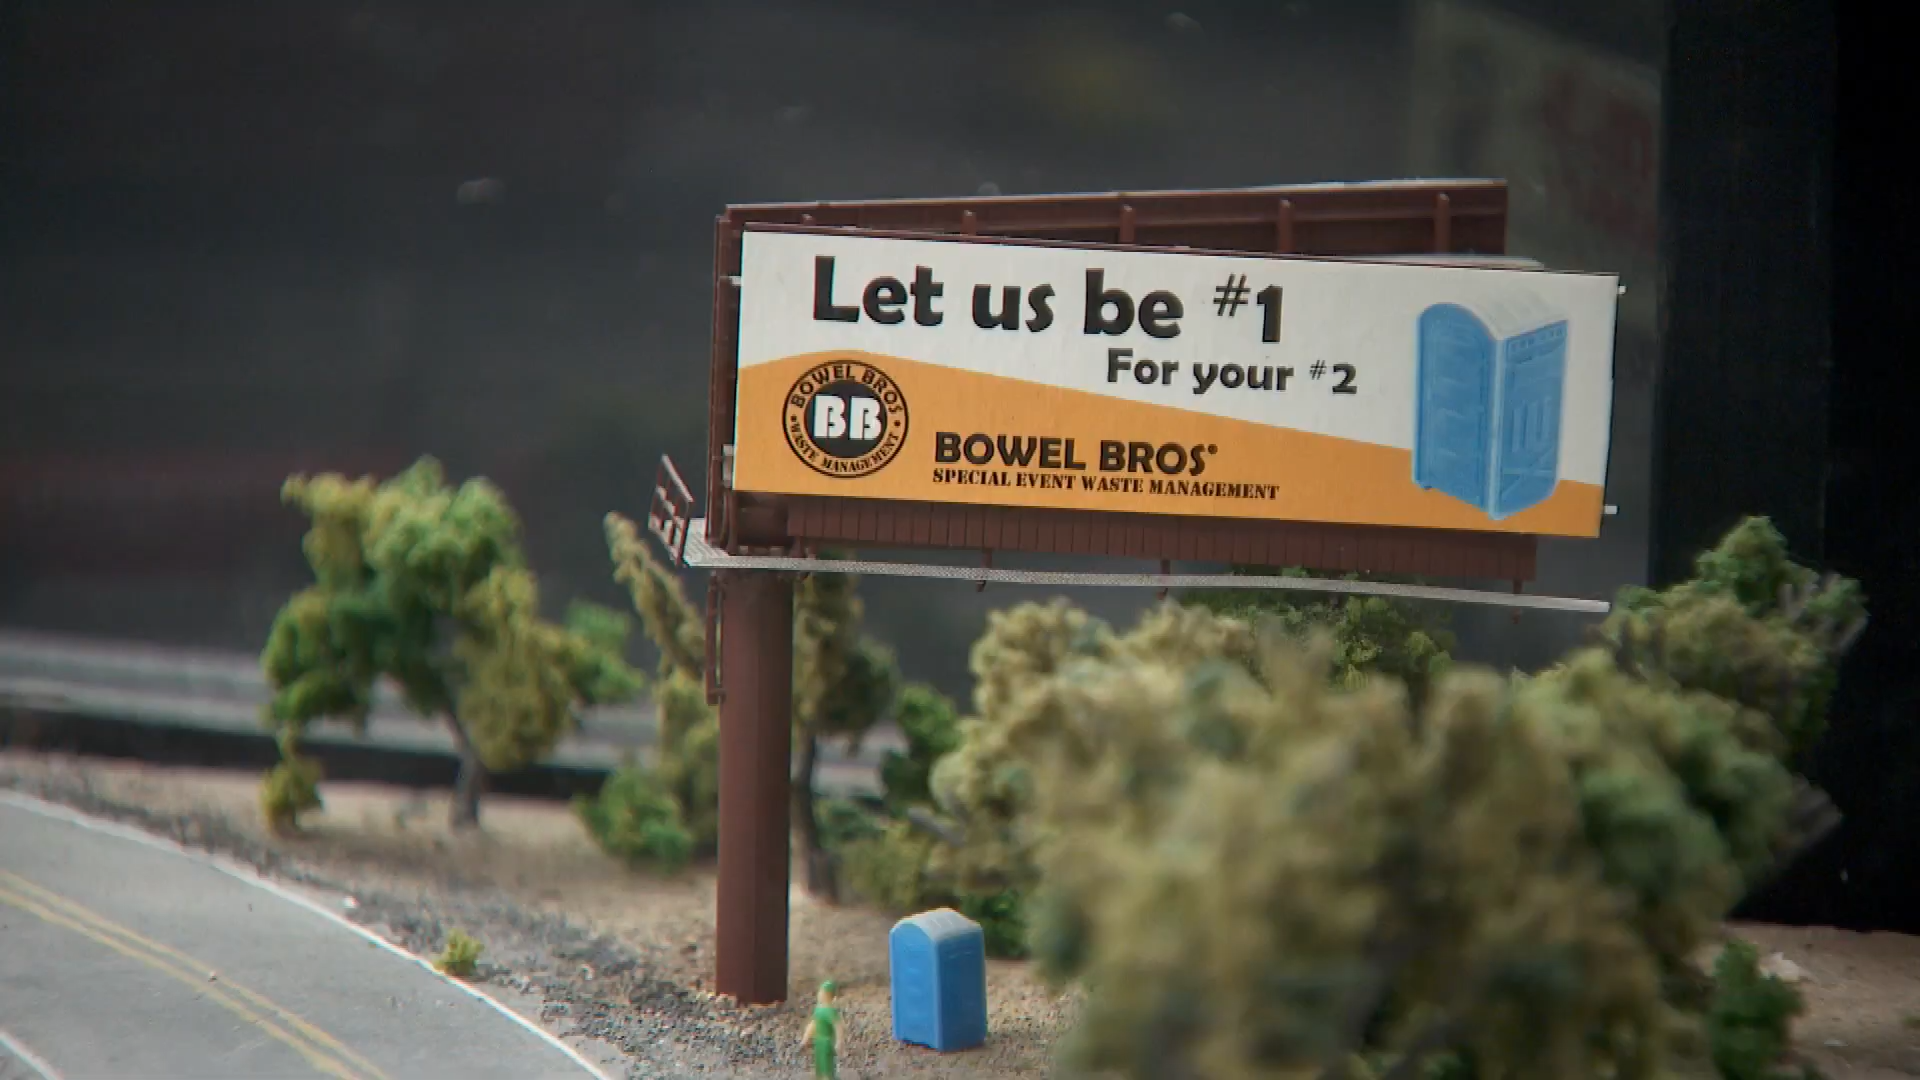 Let us be #1
For your #2
BOWEL BROS
BB
WASTE MANAGEMENT
BOWEL BROS
SPECIAL EVENT WASTE MANAGEMENT